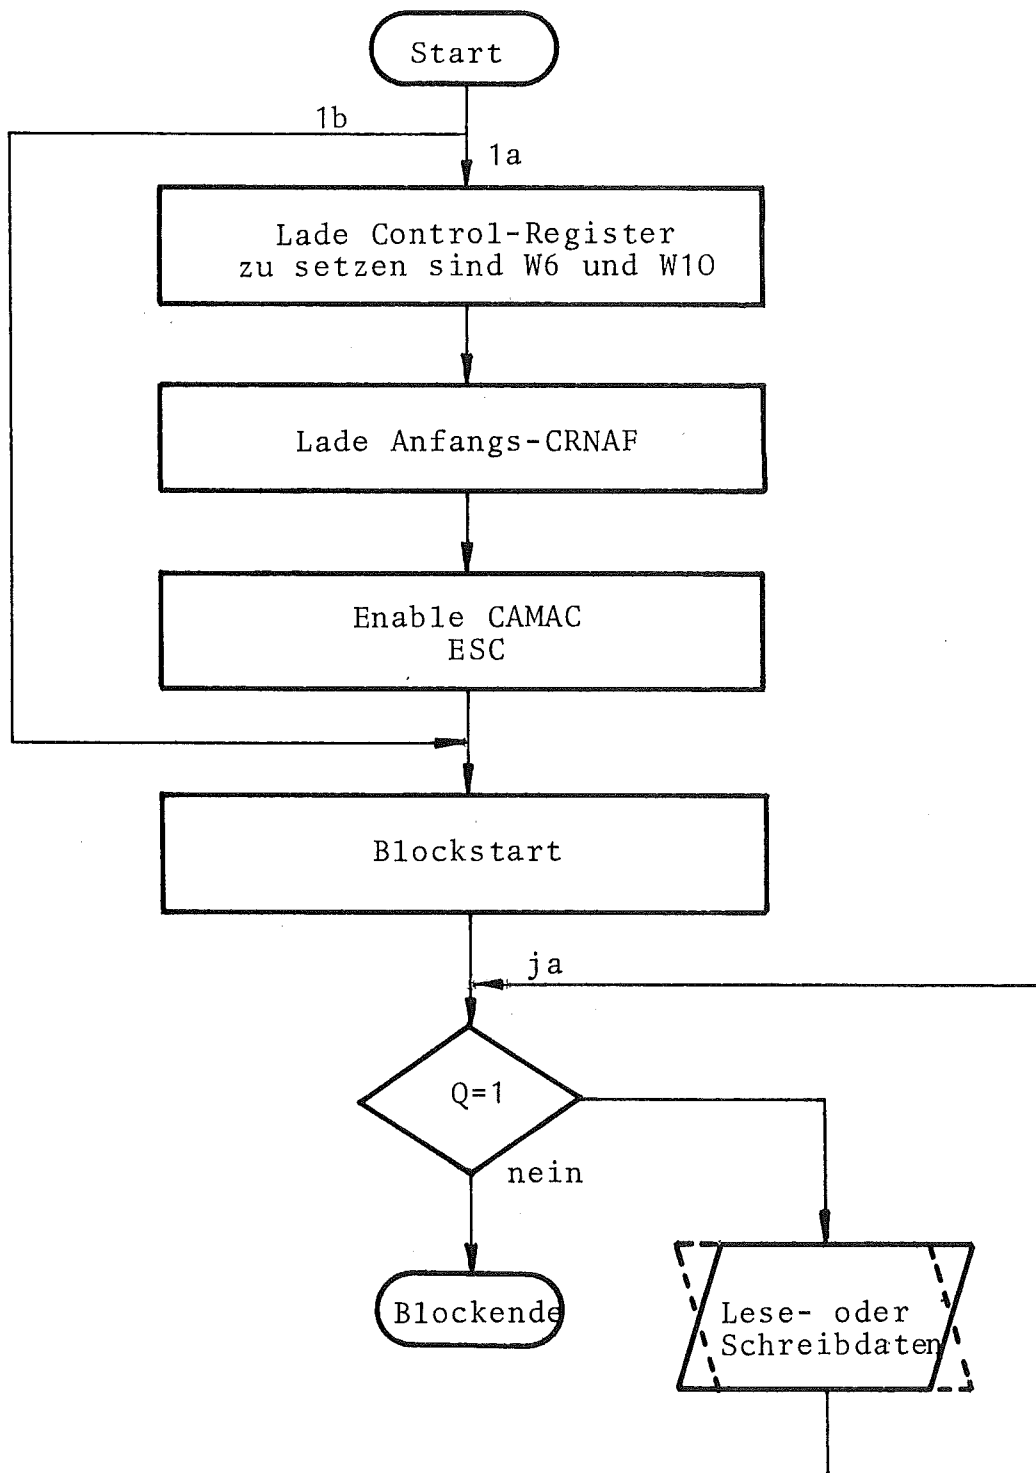 Start
1b
1a
Lade Control-Register
zu setzen sind W6 und W10
Lade Anfangs-CRNAF
Enable CAMAC
ESC
Blockstart
ja
Q=1
nein
Blockende
Lese- oder
Schreibdaten